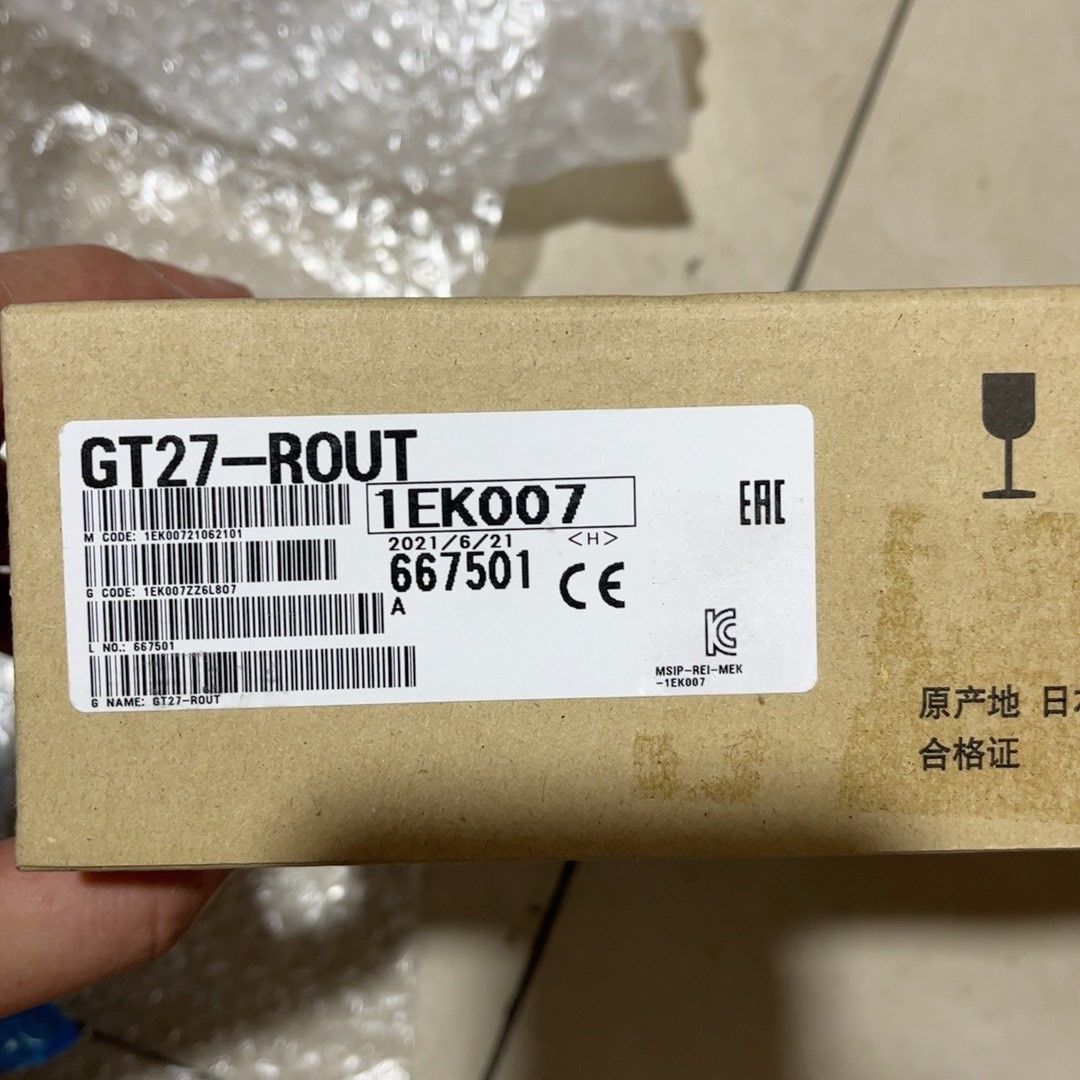 GT27-ROUT
1EK007
EAC
M CODE: 1EK00721062101
2021/6/21 <H>
667501
CE
G CODE: 1EK007ZZ6L807
A
L NO.: 667501
MSIP-REI-MEK
-1EK007
G NAME: GT27-ROUT
原产地 日
合格证